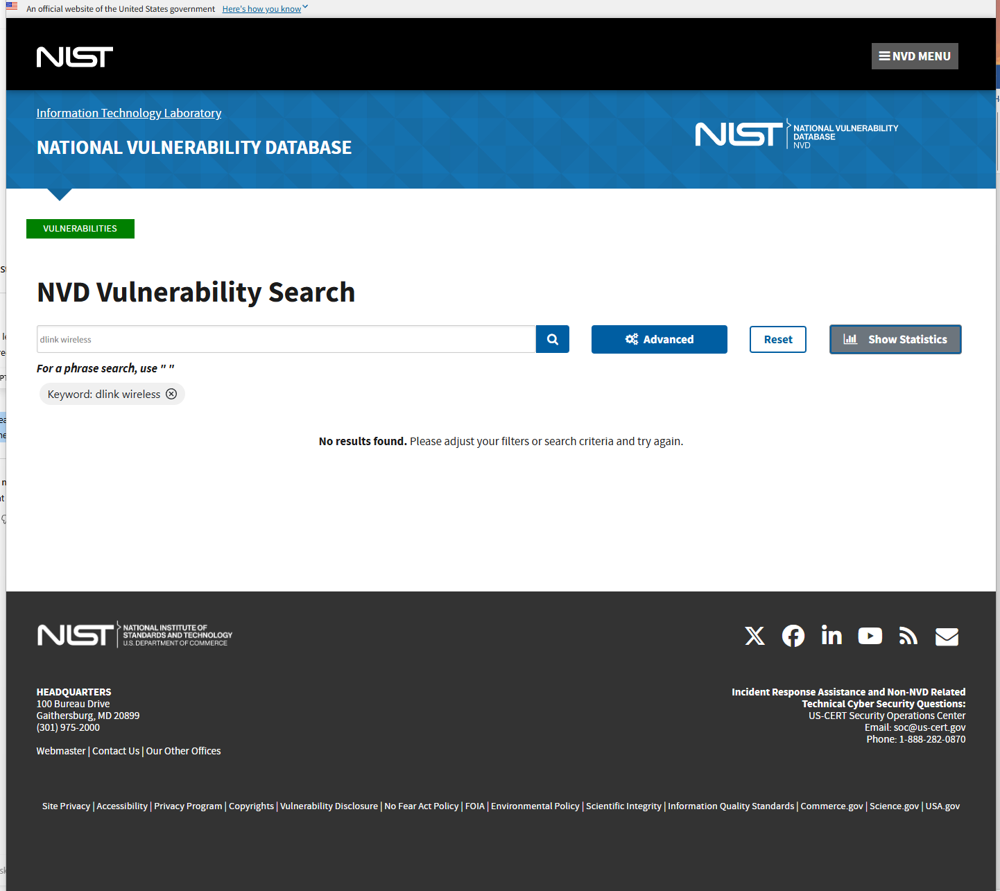 An official website of the United States government Here's how you know
NIST
NVD MENU
Information Technology Laboratory
NATIONAL VULNERABILITY DATABASE
NIST NATIONAL VULNERABILITY
DATABASE
NVD
VULNERABILITIES
NVD Vulnerability Search
dlink wireless
Advanced
Reset
Show Statistics
For a phrase search, use " "
Keyword: dlink wireless
No results found. Please adjust your filters or search criteria and try again.
NIST NATIONAL INSTITUTE OF
STANDARDS AND TECHNOLOGY
U.S. DEPARTMENT OF COMMERCE
HEADQUARTERS
100 Bureau Drive
Gaithersburg, MD 20899
(301) 975-2000
Webmaster | Contact Us | Our Other Offices
Incident Response Assistance and Non-NVD Related
Technical Cyber Security Questions:
US-CERT Security Operations Center
Email: soc@us-cert.gov
Phone: 1-888-282-0870
Site Privacy | Accessibility | Privacy Program | Copyrights | Vulnerability Disclosure | No Fear Act Policy | FOIA | Environmental Policy | Scientific Integrity | Information Quality Standards | Commerce.gov | Science.gov | USA.gov